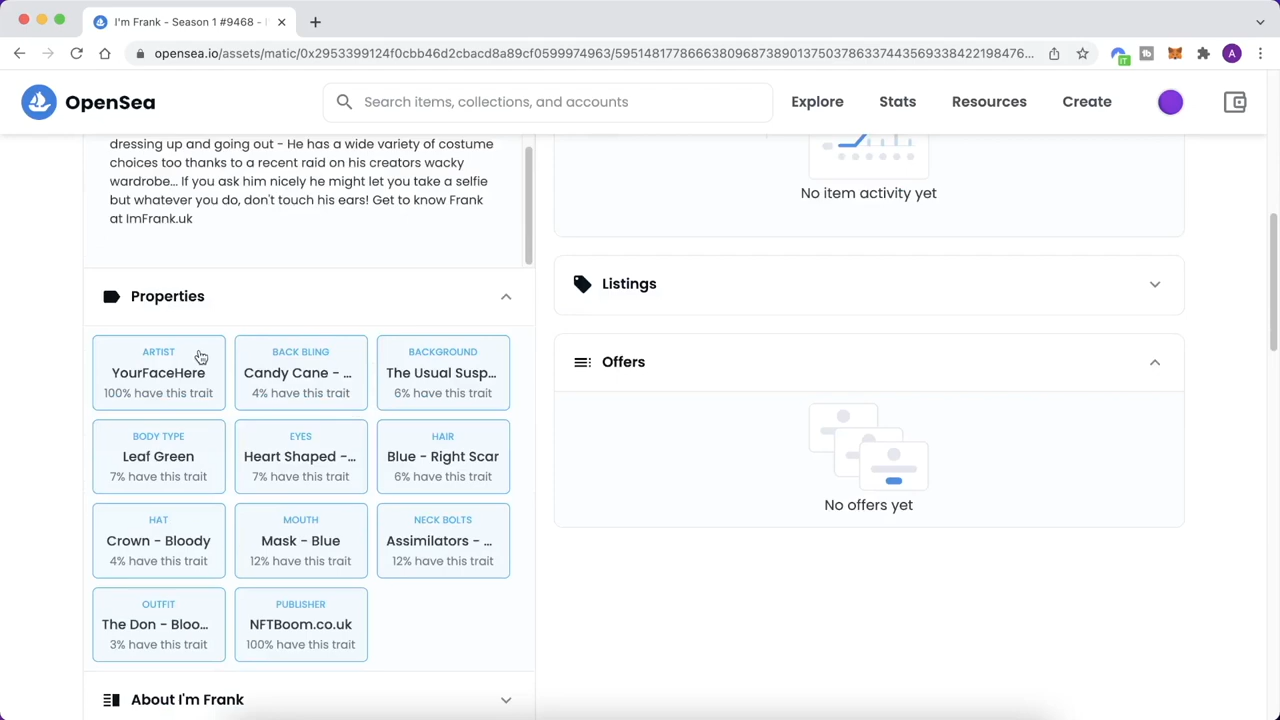 I'm Frank - Season 1 #9468 -
opensea.io/assets/matic/0x2953399124f0cbb46d2cbacd8a89cf0599974963/59514817786663809687390137503786337443569338422198476...
IT
tb
A
OpenSea
Search items, collections, and accounts
Explore
Stats
Resources
Create
dressing up and going out - He has a wide variety of costume
choices too thanks to a recent raid on his creators wacky
wardrobe... If you ask him nicely he might let you take a selfie
but whatever you do, don't touch his ears! Get to know Frank
at ImFrank.uk
Properties
ARTIST
YourFaceHere
100% have this trait
BACK BLING
Candy Cane - ...
4% have this trait
BACKGROUND
The Usual Susp...
6% have this trait
BODY TYPE
Leaf Green
7% have this trait
EYES
Heart Shaped -...
7% have this trait
HAIR
Blue - Right Scar
6% have this trait
HAT
Crown - Bloody
4% have this trait
MOUTH
Mask - Blue
12% have this trait
NECK BOLTS
Assimilators - ...
12% have this trait
OUTFIT
The Don - Bloo...
3% have this trait
PUBLISHER
NFTBoom.co.uk
100% have this trait
About I'm Frank
No item activity yet
Listings
Offers
No offers yet